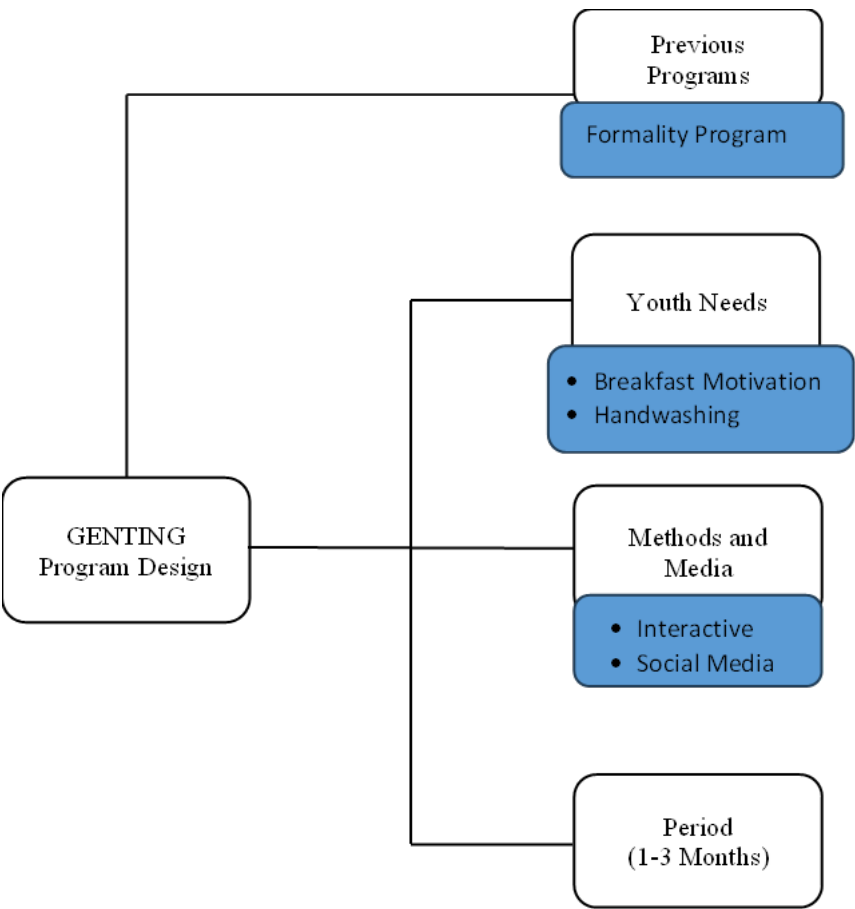 Previous
Programs
Formality Program
Youth Needs
• Breakfast Motivation
• Handwashing
GENTING
Program Design
Methods and
Media
• Interactive
• Social Media
Period
(1-3 Months)